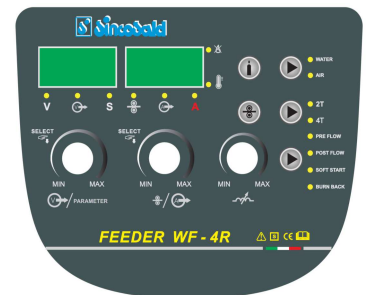 Sincosald
WATER
AIR
V S A
2T
4T
SELECT SELECT
PRE FLOW
POST FLOW
SOFT START
BURN BACK
MIN MAX MIN MAX MIN MAX
V / PARAMETER A
FEEDER WF - 4R
S CE